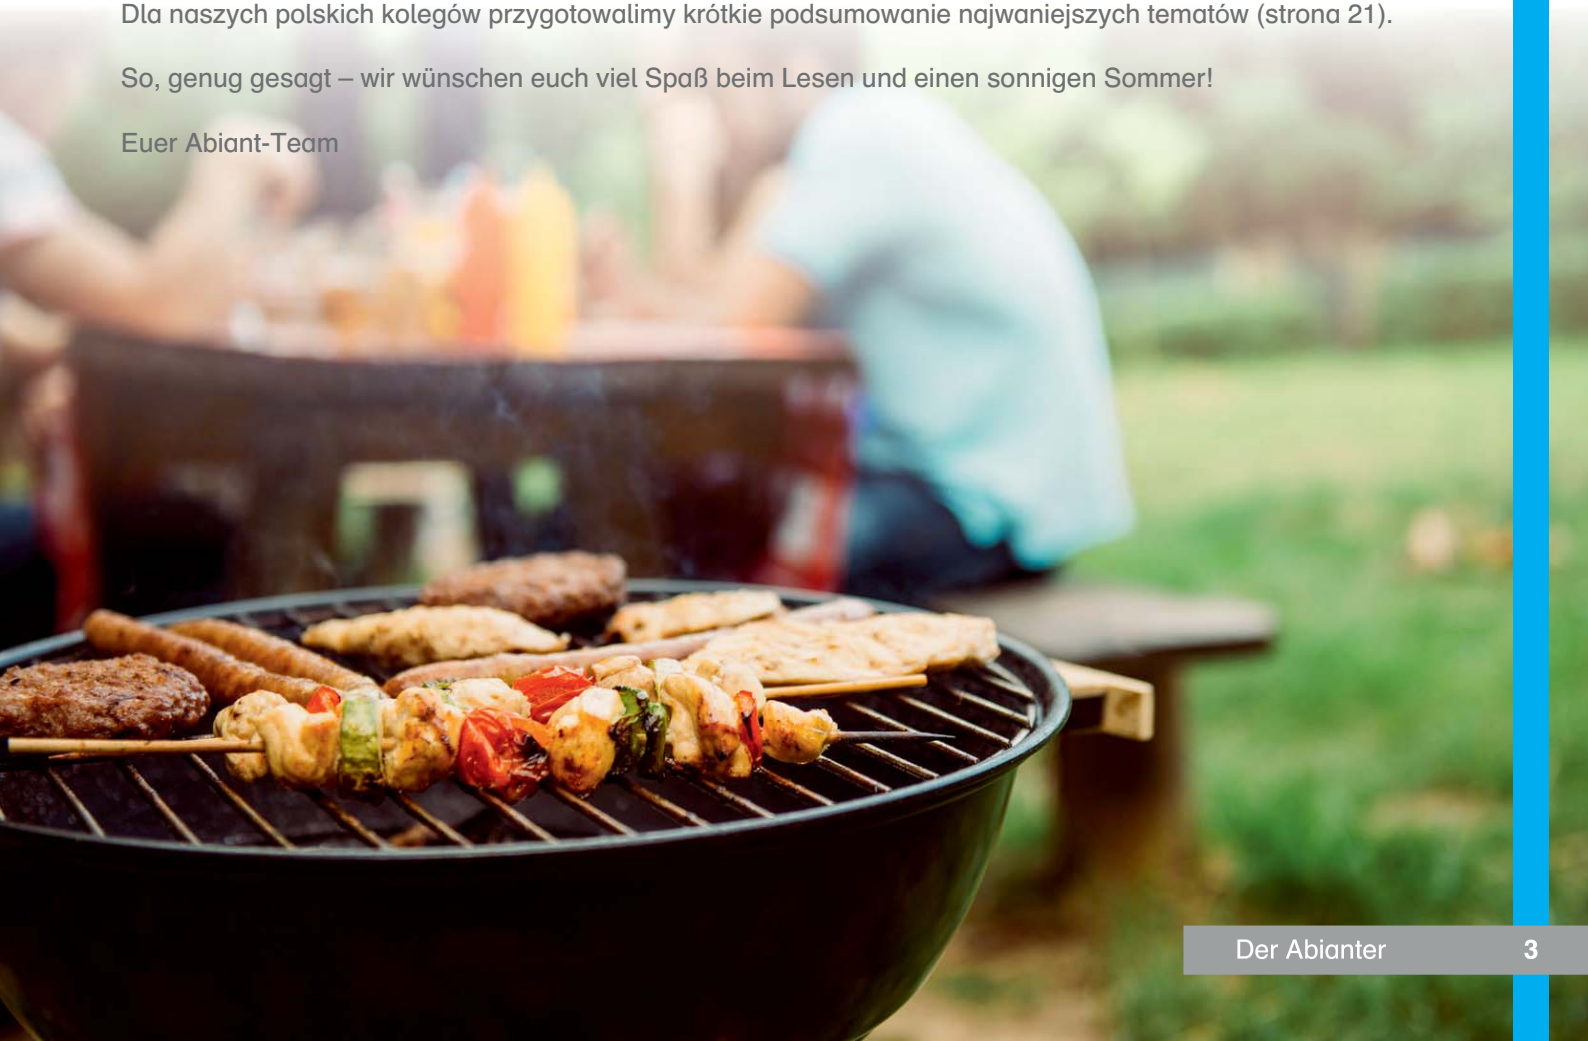 Dla naszych polskich kolegów przygotowalimy krótkie podsumowanie najwaniejszych tematów (strona 21).
So, genug gesagt – wir wünschen euch viel Spaß beim Lesen und einen sonnigen Sommer!
Euer Abiant-Team
Der Abianter 3